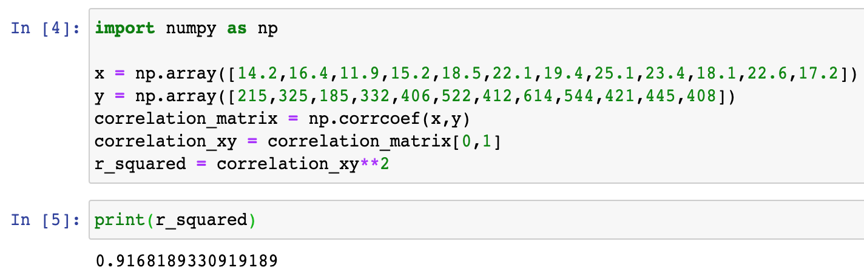 In [4]: import numpy as np
x = np.array([14.2,16.4,11.9,15.2,18.5,22.1,19.4,25.1,23.4,18.1,22.6,17.2])
y = np.array([215,325,185,332,406,522,412,614,544,421,445,408])
correlation_matrix = np.corrcoef(x,y)
correlation_xy = correlation_matrix[0,1]
r_squared = correlation_xy**2
In [5]: print(r_squared)
0.9168189330919189